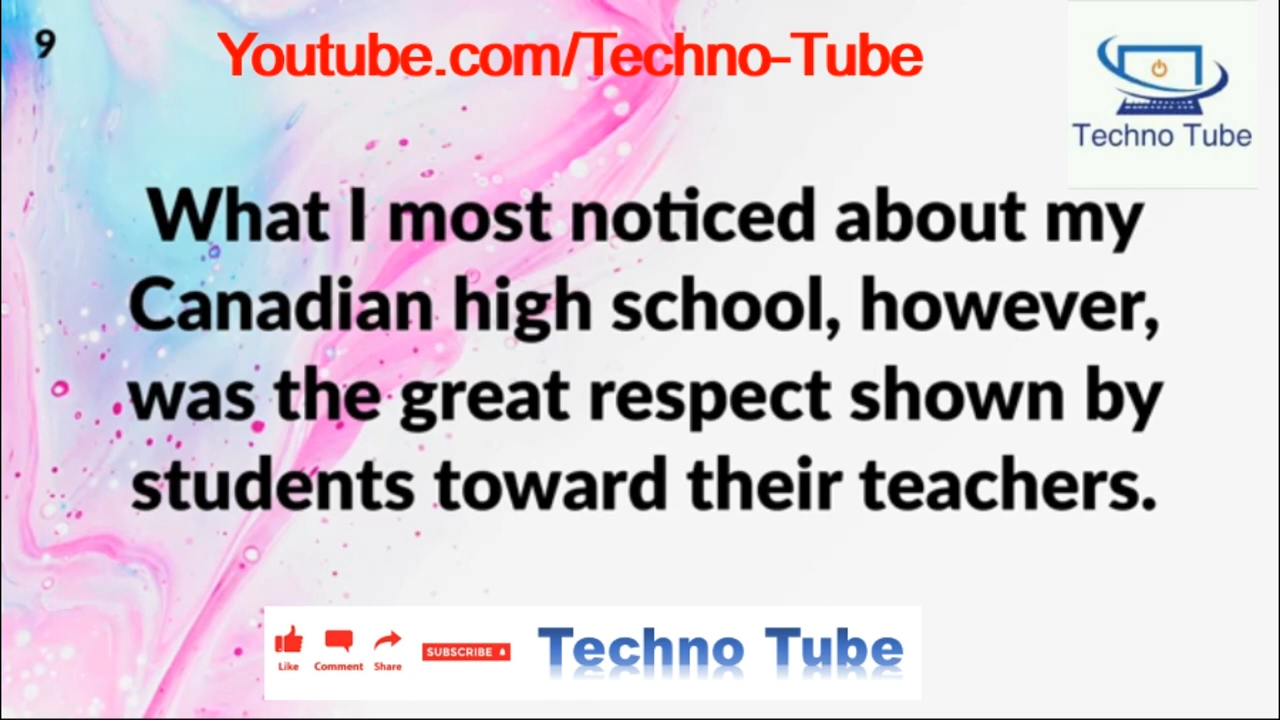 9
Youtube.com/Techno-Tube
Techno Tube
What I most noticed about my
Canadian high school, however,
was the great respect shown by
students toward their teachers.
Like Comment Share
SUBSCRIBE
Techno Tube